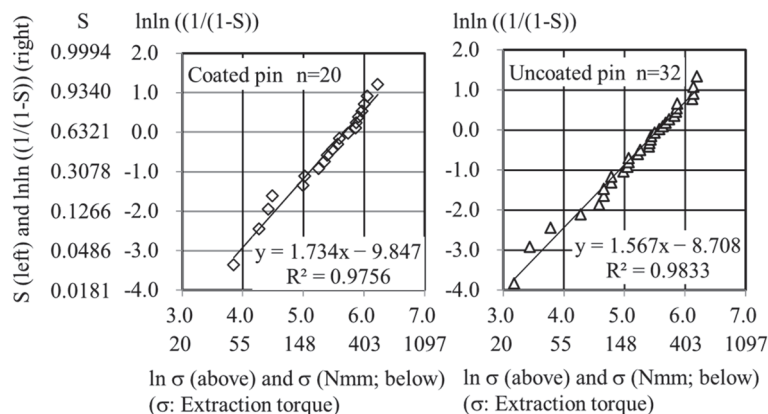 S lnln ((1/(1-S)) lnln ((1/(1-S))
S (left) and lnln ((1/(1-S)) (right)
0.9994 2.0 2.0
0.9340 1.0 1.0
0.6321 0.0 0.0
0.3078 -1.0 -1.0
0.1266 -2.0 -2.0
0.0486 -3.0 -3.0
0.0181 -4.0 -4.0
Coated pin n=20
y = 1.734x − 9.847
R² = 0.9756
Uncoated pin n=32
y = 1.567x − 8.708
R² = 0.9833
3.0 4.0 5.0 6.0 7.0 3.0 4.0 5.0 6.0 7.0
20 55 148 403 1097 20 55 148 403 1097
ln σ (above) and σ (Nmm; below) ln σ (above) and σ (Nmm; below)
(σ: Extraction torque) (σ: Extraction torque)